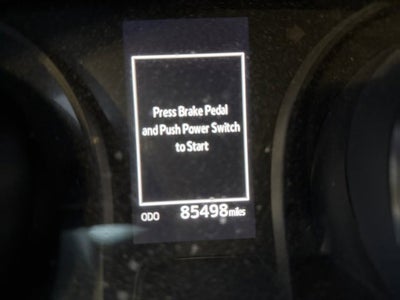 Press Brake Pedal
and Push Power Switch
to Start
ODO 85498 miles